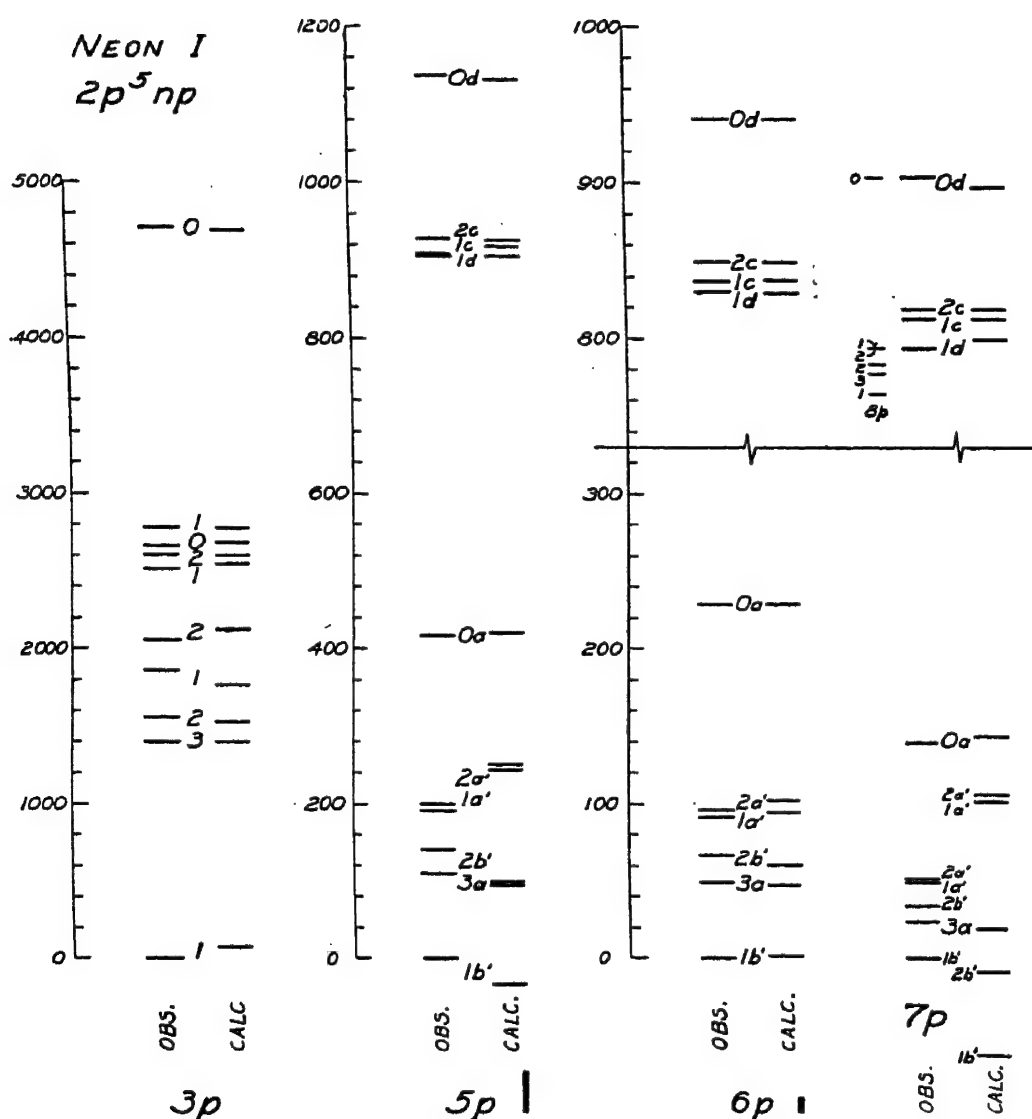 NEON I
2p⁵np
5000
4000
3000
2000
1000
0
0
1
0
2
1
2
1
2
3
1
OBS.
CALC.
3p
1200
1000
800
600
400
200
0
0d
2c
1c
1d
0a
2a'
1a'
2b'
3a
1b'
OBS.
CALC.
5p
1000
900
800
300
200
100
0
0d
2c
1c
1d
0a
2a'
1a'
2b'
3a
1b'
OBS.
CALC.
6p
0
3
1
8p
0d
2c
1c
1d
0a
2a'
1a'
2a'
1a'
2b'
3a
1b'
2b'
1b'
7p
OBS.
CALC.